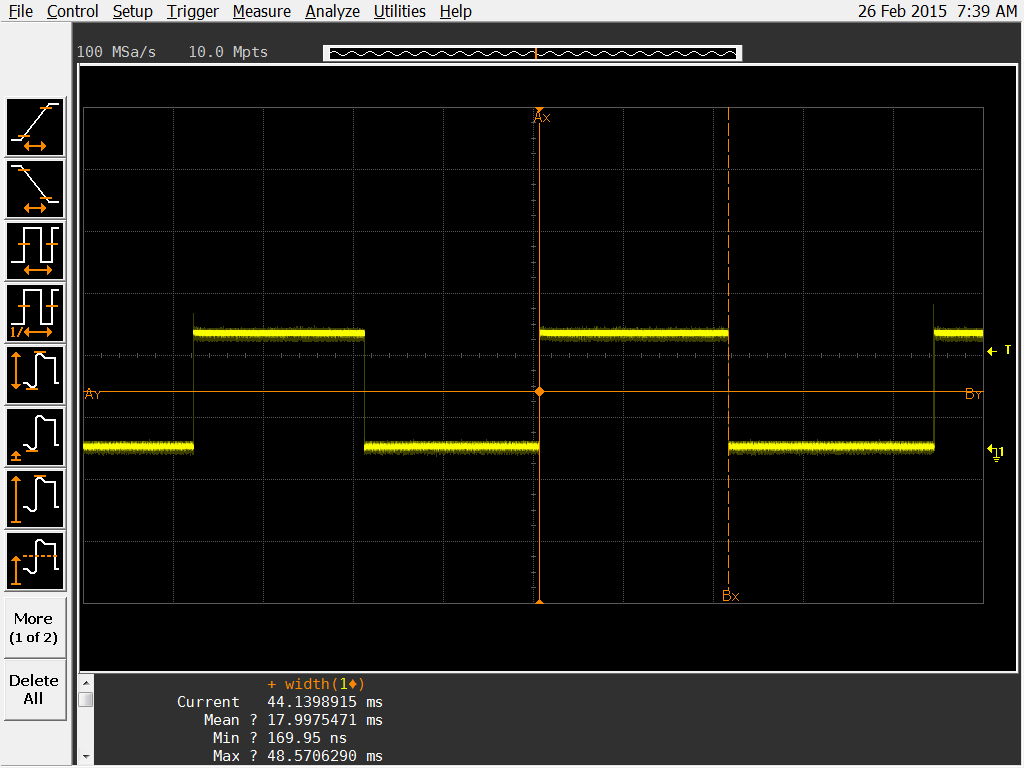 File Control Setup Trigger Measure Analyze Utilities Help 26 Feb 2015 7:39 AM
100 MSa/s 10.0 Mpts
Ax
T
AY BY
1
1/
Bx
More
(1 of 2)
Delete
All
+ width(1♦)
Current 44.1398915 ms
Mean ? 17.9975471 ms
Min ? 169.95 ns
Max ? 48.5706290 ms